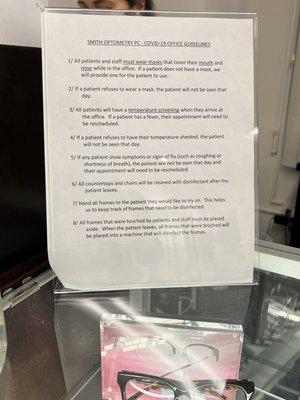 SMITH OPTOMETRY PC - COVID-19 OFFICE GUIDELINES
1/ All patients and staff must wear masks that cover their mouth and
nose while in the office. If a patient does not have a mask, we
will provide one for the patient to use.
2/ If a patient refuses to wear a mask, the patient will not be seen that
day.
3/ All patients will have a temperature screening when they arrive at
the office. If a patient has a fever, their appointment will need to
be rescheduled.
4/ If a patient refuses to have their temperature checked, the patient
will not be seen that day.
5/ If any patient show symptoms or signs of flu (such as coughing or
shortness of breath), the patient will not be seen that day and
their appointment will need to be rescheduled.
6/ All countertops and chairs will be cleaned with disinfectant after the
patient leaves.
7/ Hand all frames to the patient they would like to try on. This helps
us to keep track of frames that need to be disinfected.
8/ All frames that were touched by patients and staff must be placed
aside. When the patient leaves, all frames that were touched will
be placed into a machine that will disinfect the frames.